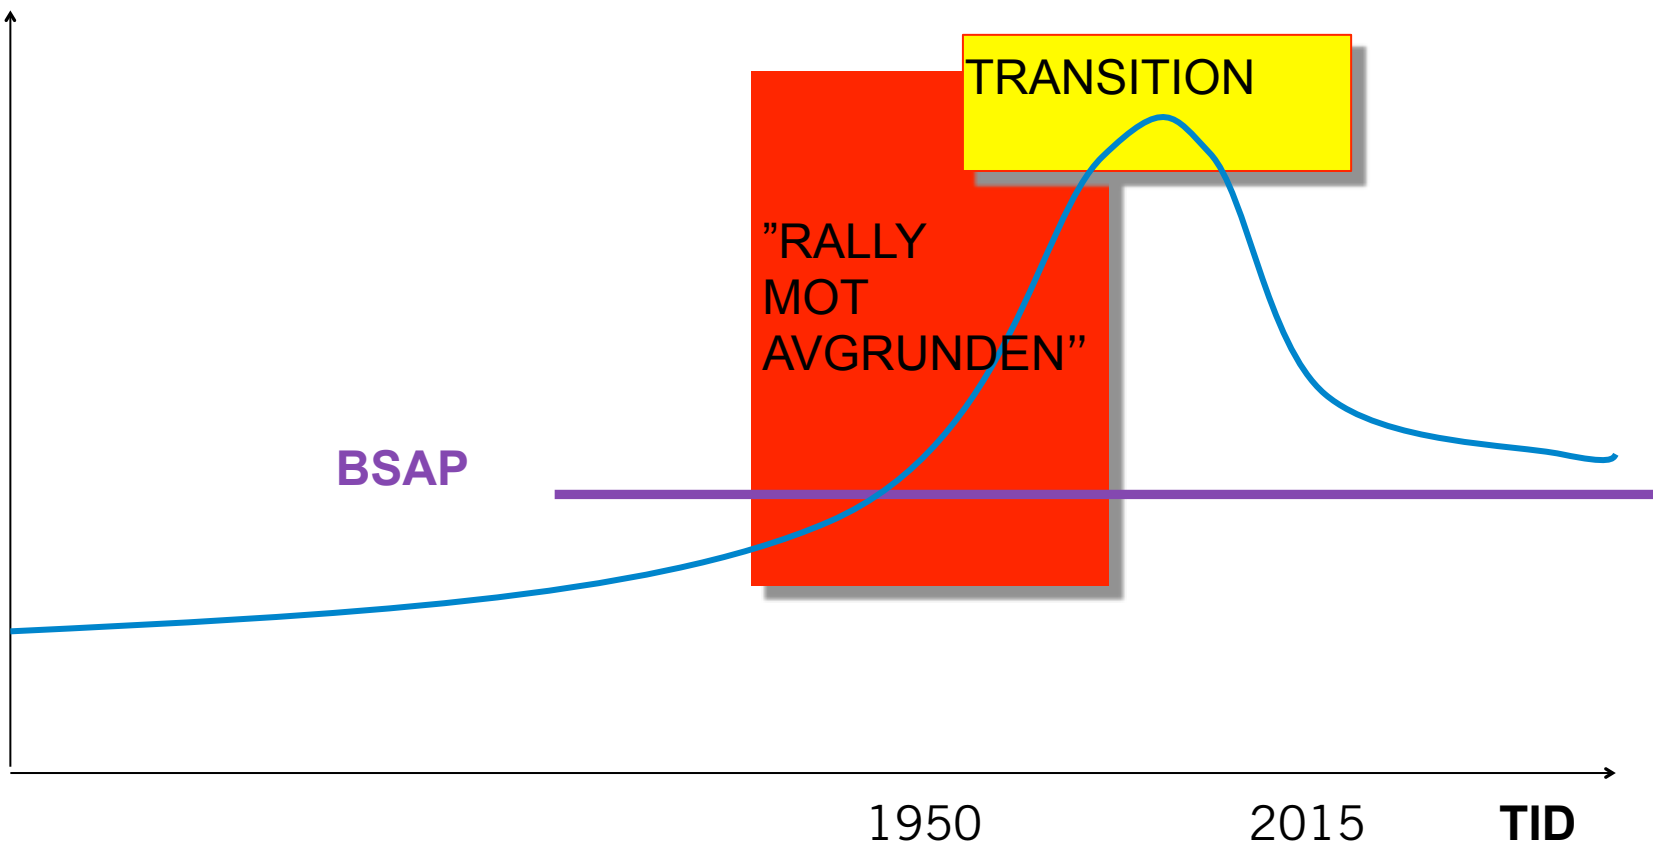 TRANSITION
”RALLY
MOT
AVGRUNDEN’’
BSAP
1950
2015
TID